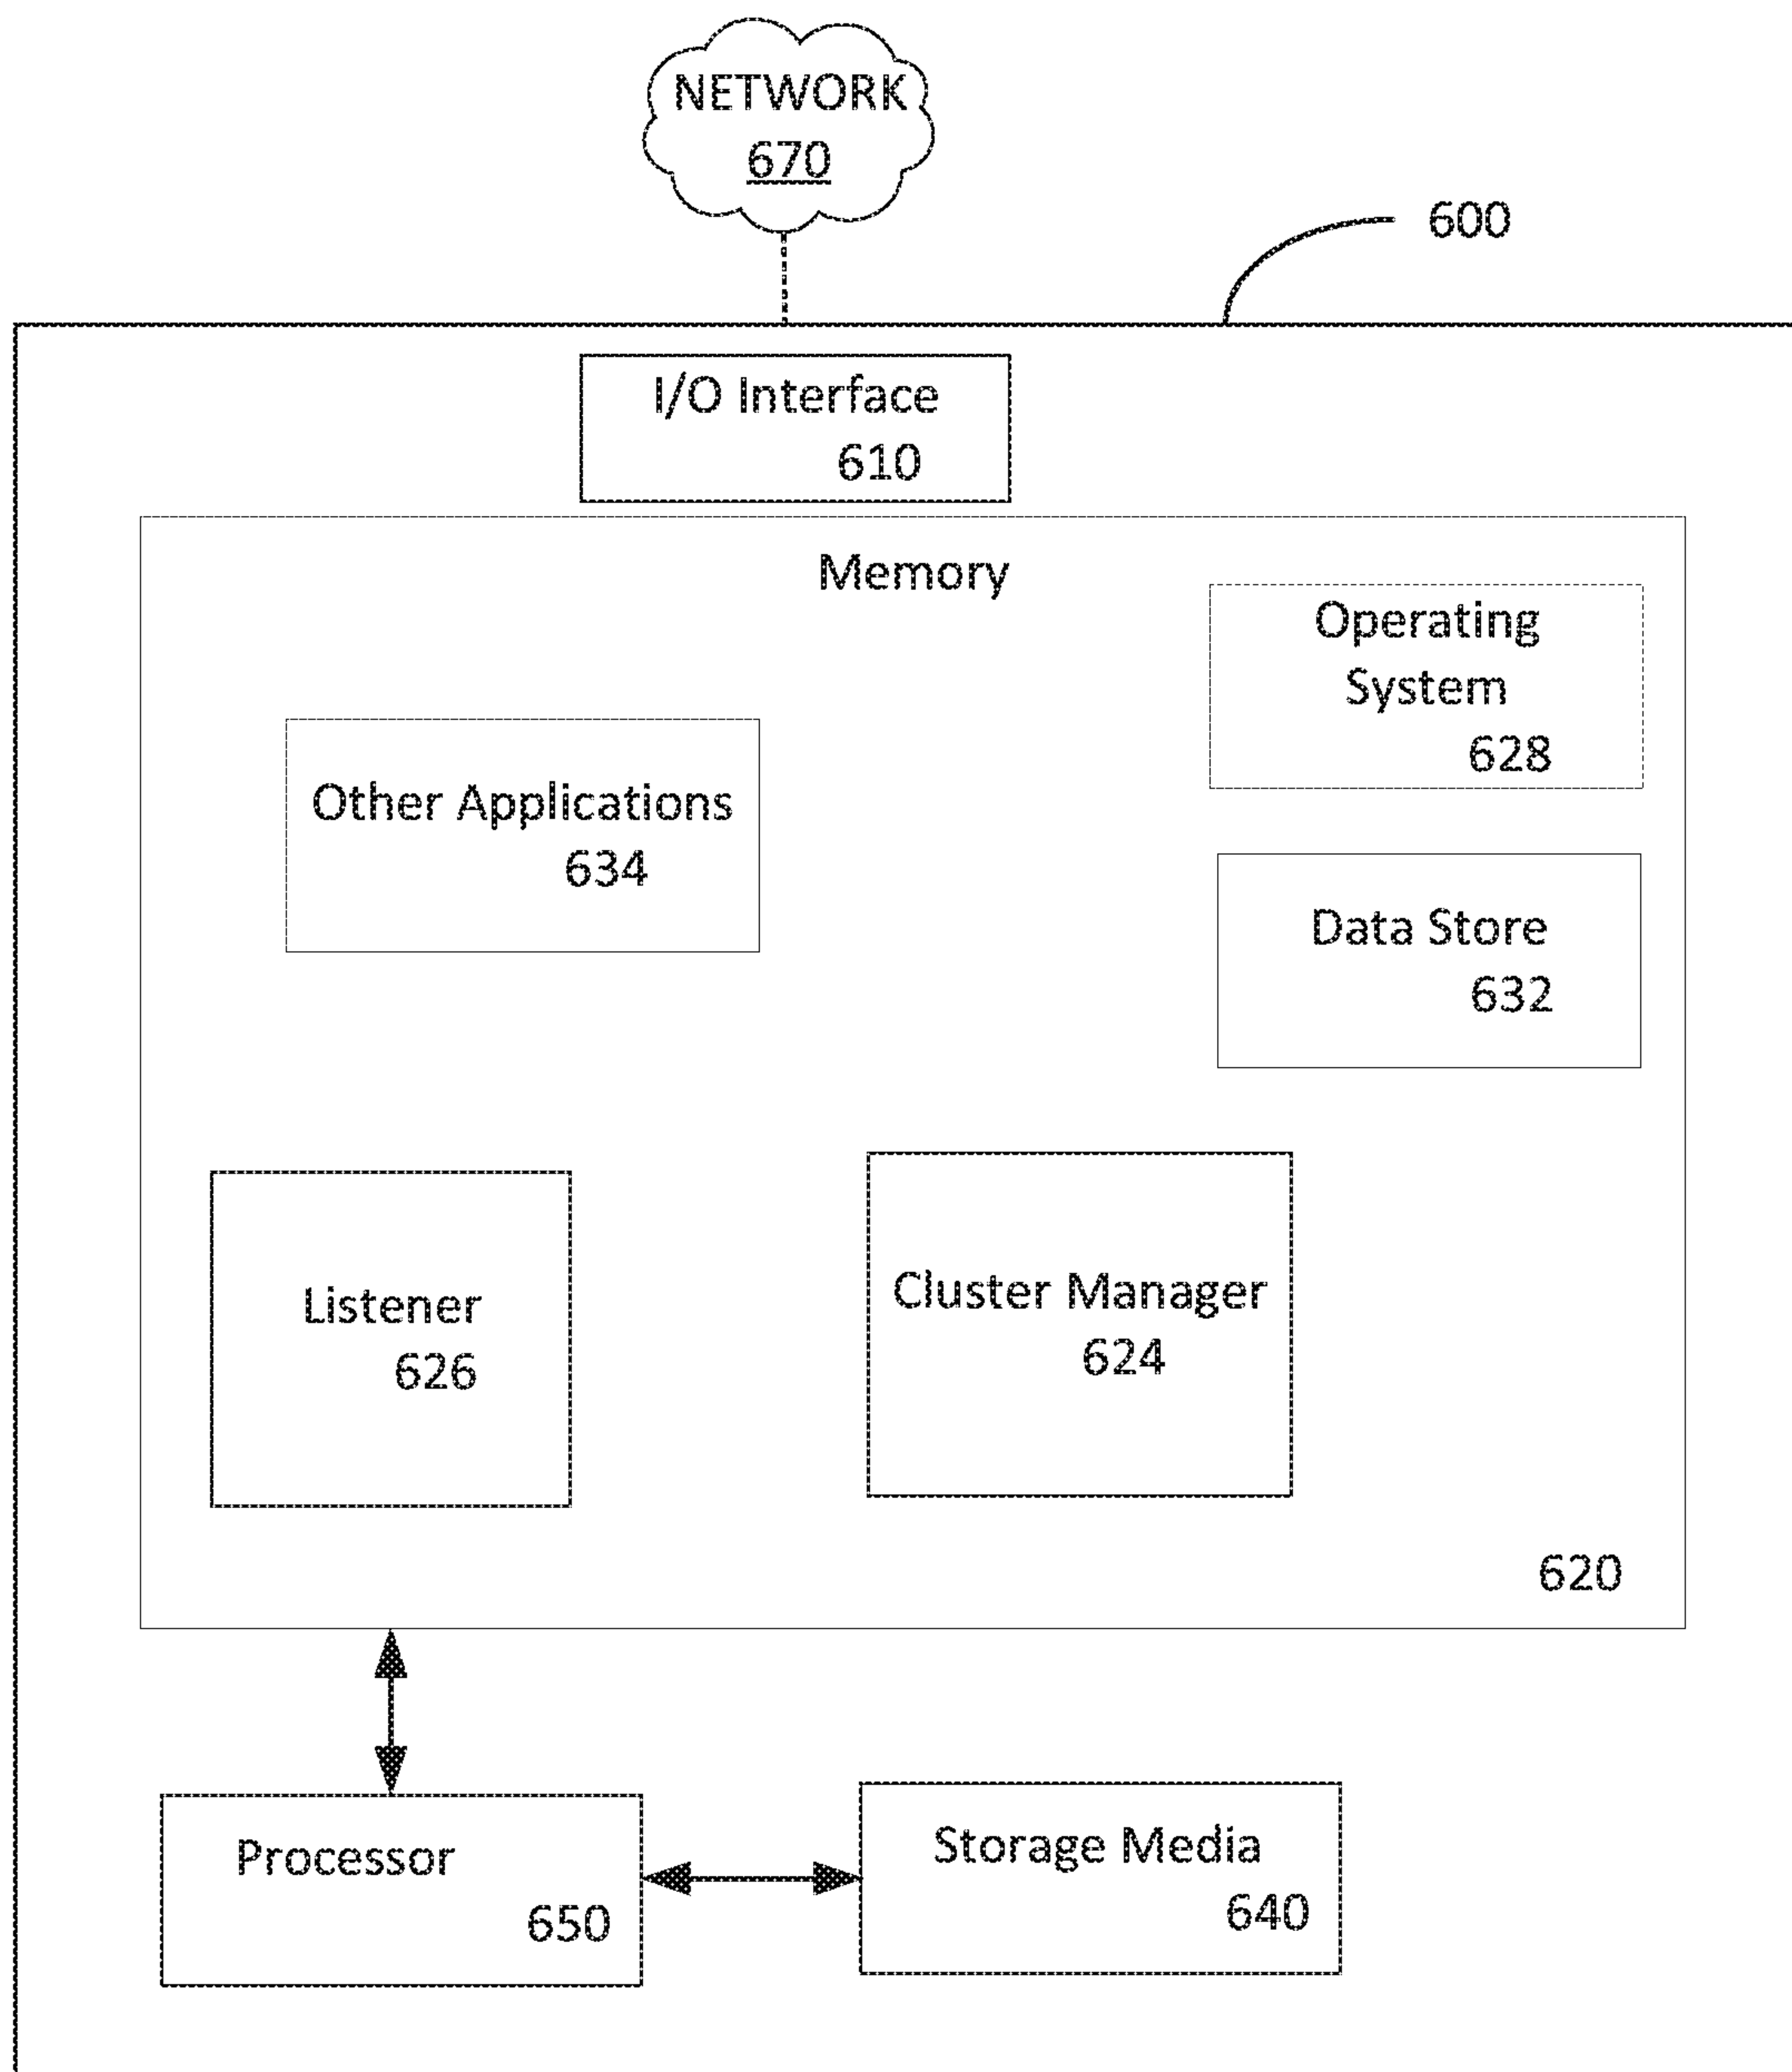 NETWORK
670
600
I/O Interface
610
Memory
Operating
System
628
Other Applications
634
Data Store
632
Listener
626
Cluster Manager
624
620
Processor
650
Storage Media
640